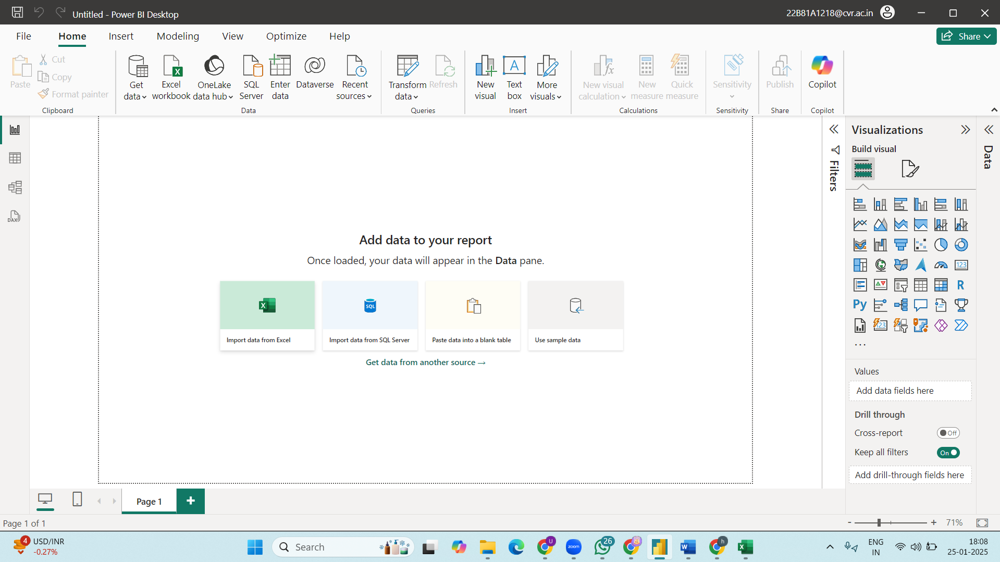 Untitled - Power BI Desktop
22B81A1218@cvr.ac.in
File
Home
Insert
Modeling
View
Optimize
Help
Share
Paste
Cut
Copy
Format painter
Clipboard
Get data
Excel workbook
OneLake data hub
SQL Server
Enter data
Dataverse
Recent sources
Data
Transform data
Refresh
Queries
New visual
A
Text box
More visuals
Insert
fx
New visual calculation
New measure
Quick measure
Calculations
Sensitivity
Sensitivity
Publish
Share
Copilot
Copilot
DAX
Add data to your report
Once loaded, your data will appear in the Data pane.
X
SQL
Import data from Excel
Import data from SQL Server
Paste data into a blank table
Use sample data
Get data from another source →
Filters
Visualizations
Build visual
123
R
Py
123
...
Values
Add data fields here
Drill through
Cross-report
Off
Keep all filters
On
Add drill-through fields here
Data
Page 1
+
Page 1 of 1
-
+
71%
4
USD/INR
-0.27%
Search
U
zoom
26
W
h
X
ENG
IN
18:08
25-01-2025